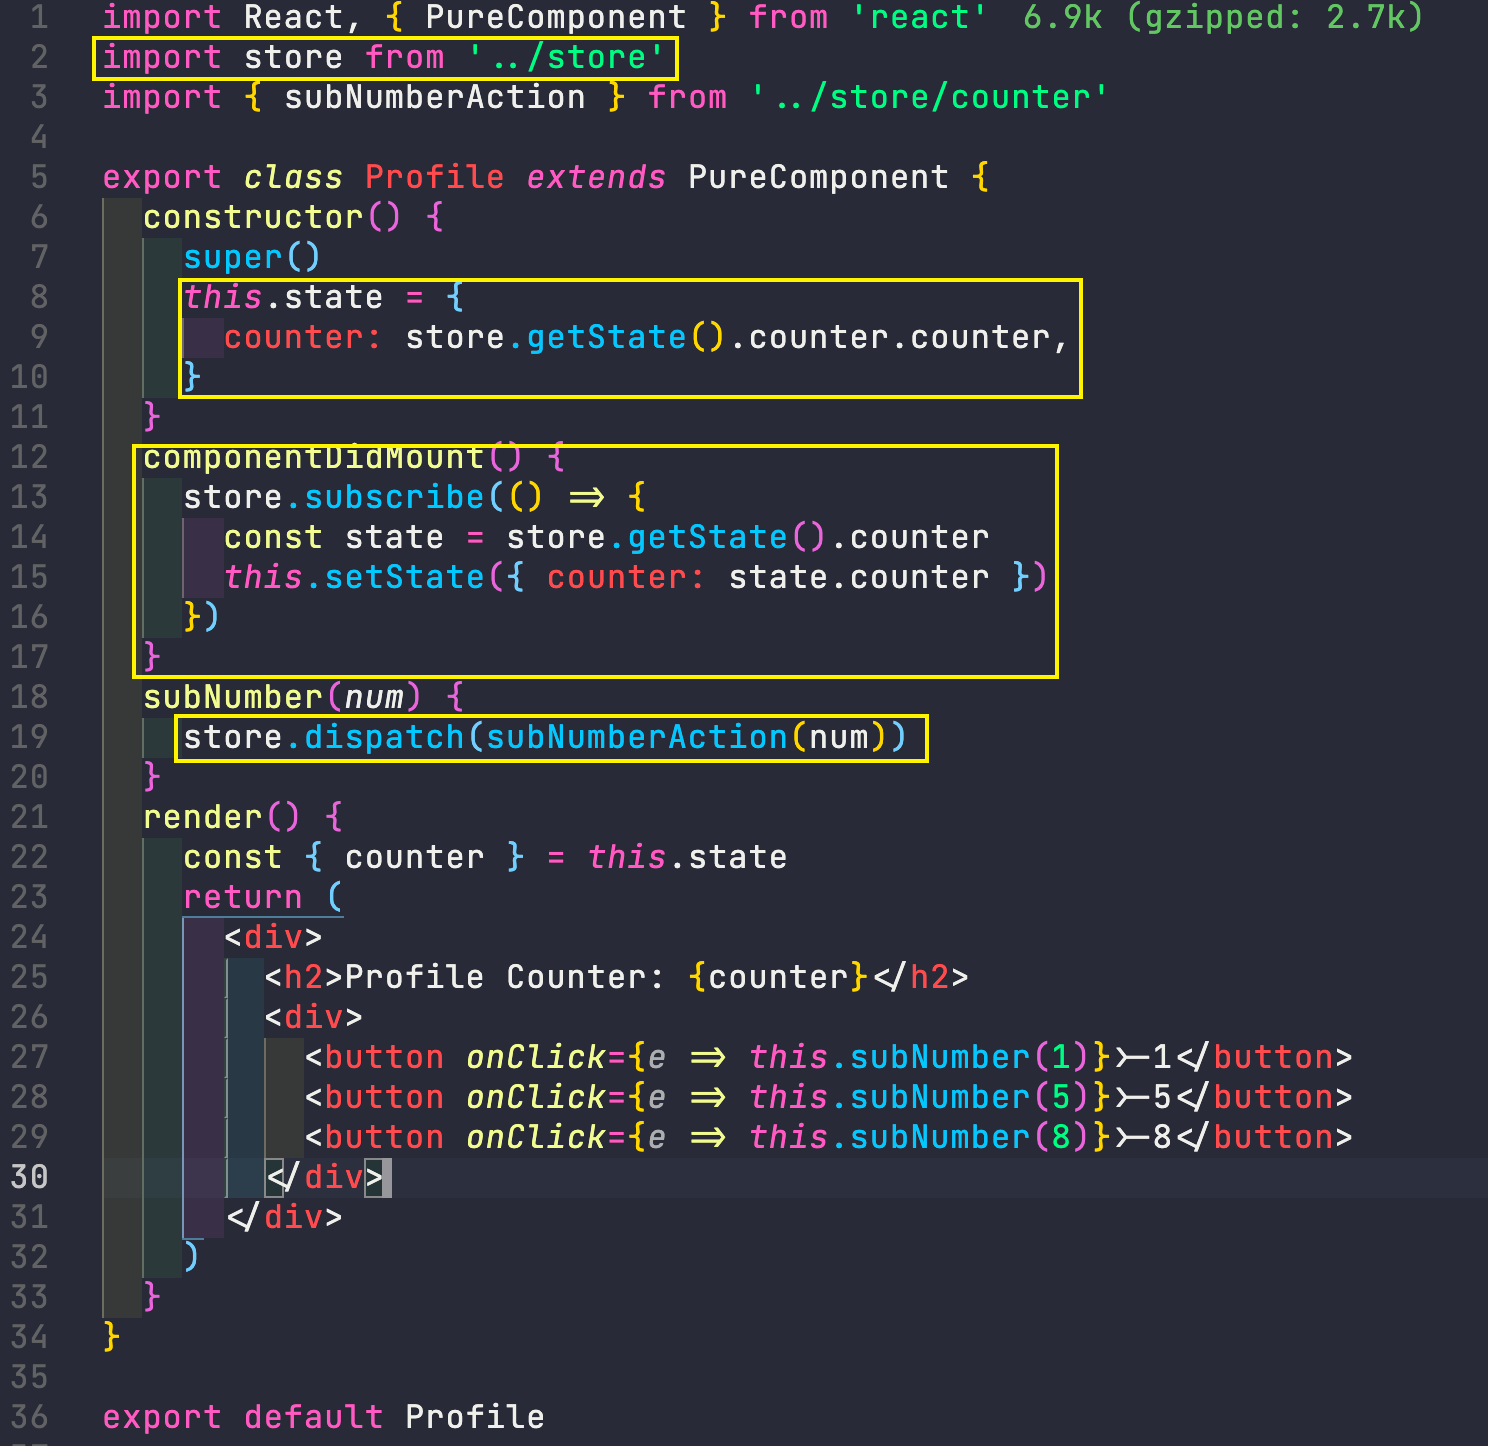 1 import React, { PureComponent } from 'react' 6.9k (gzipped: 2.7k)
2 import store from '../store'
3 import { subNumberAction } from '../store/counter'
4
5 export class Profile extends PureComponent {
6 constructor() {
7 super()
8 this.state = {
9 counter: store.getState().counter.counter,
10 }
11 }
12 componentDidMount() {
13 store.subscribe(() => {
14 const state = store.getState().counter
15 this.setState({ counter: state.counter })
16 })
17 }
18 subNumber(num) {
19 store.dispatch(subNumberAction(num))
20 }
21 render() {
22 const { counter } = this.state
23 return (
24 <div>
25 <h2>Profile Counter: {counter}</h2>
26 <div>
27 <button onClick={e => this.subNumber(1)}>-1</button>
28 <button onClick={e => this.subNumber(5)}>-5</button>
29 <button onClick={e => this.subNumber(8)}>-8</button>
30 </div>
31 </div>
32 )
33 }
34 }
35
36 export default Profile